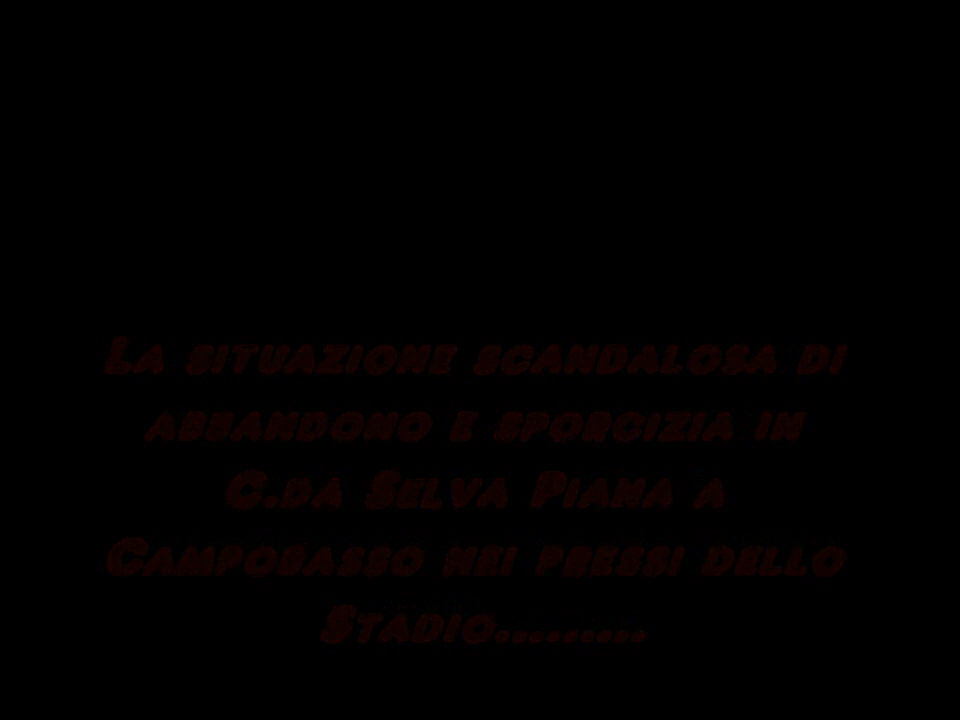 La situazione scandalosa di
abbandono e sporcizia in
C.da Selva Piana a
Campobasso nei pressi dello
Stadio..........